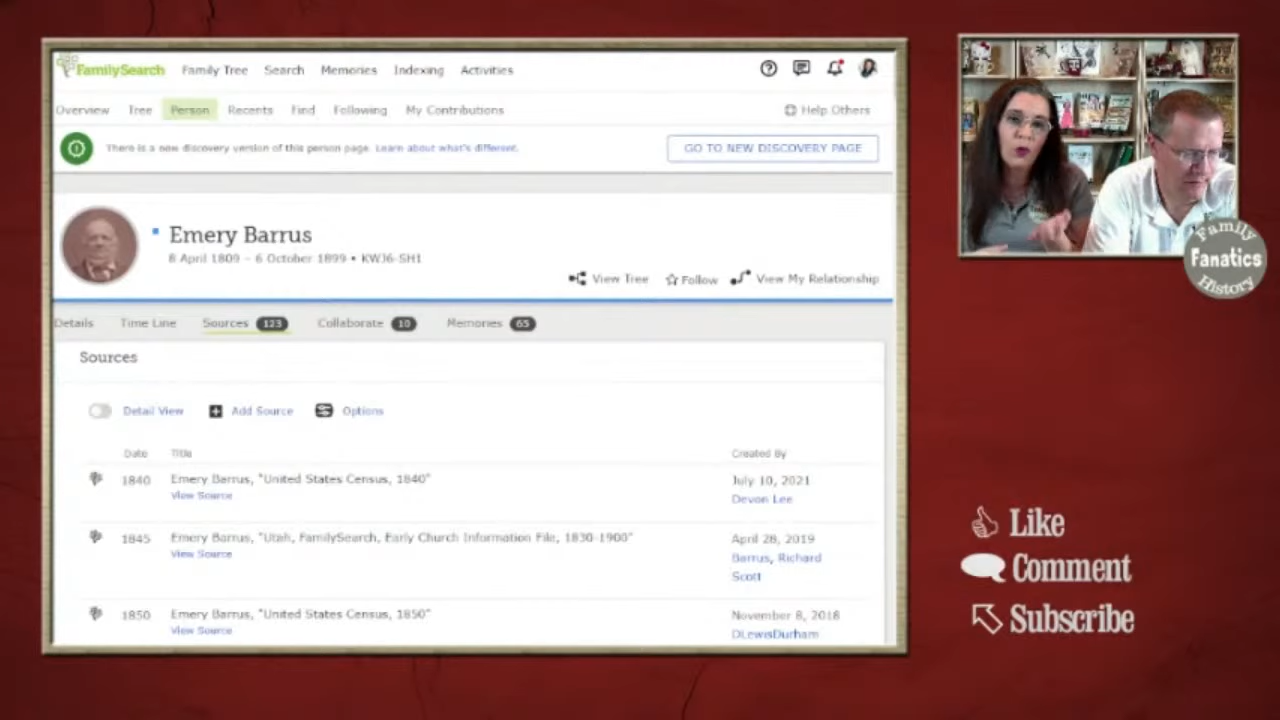 FamilySearch Family Tree Search Memories Indexing Activities
Overview Tree Person Recents Find Following My Contributions Help Others
There is a new discovery version of this person page. Learn about what's different. GO TO NEW DISCOVERY PAGE
Emery Barrus
8 April 1809 – 6 October 1899 • KWJ6-SH1
View Tree Follow View My Relationship
Details Time Line Sources 123 Collaborate 10 Memories 65
Sources
Detail View Add Source Options
Date Title Created By
1840 Emery Barrus, "United States Census, 1840" July 10, 2021
View Source Devon Lee
1845 Emery Barrus, "Utah, FamilySearch, Early Church Information File, 1830-1900" April 28, 2019
View Source Barrus, Richard
Scott
1850 Emery Barrus, "United States Census, 1850" November 8, 2018
View Source DLewisDurham
Family
Fanatics
History
Like
Comment
Subscribe